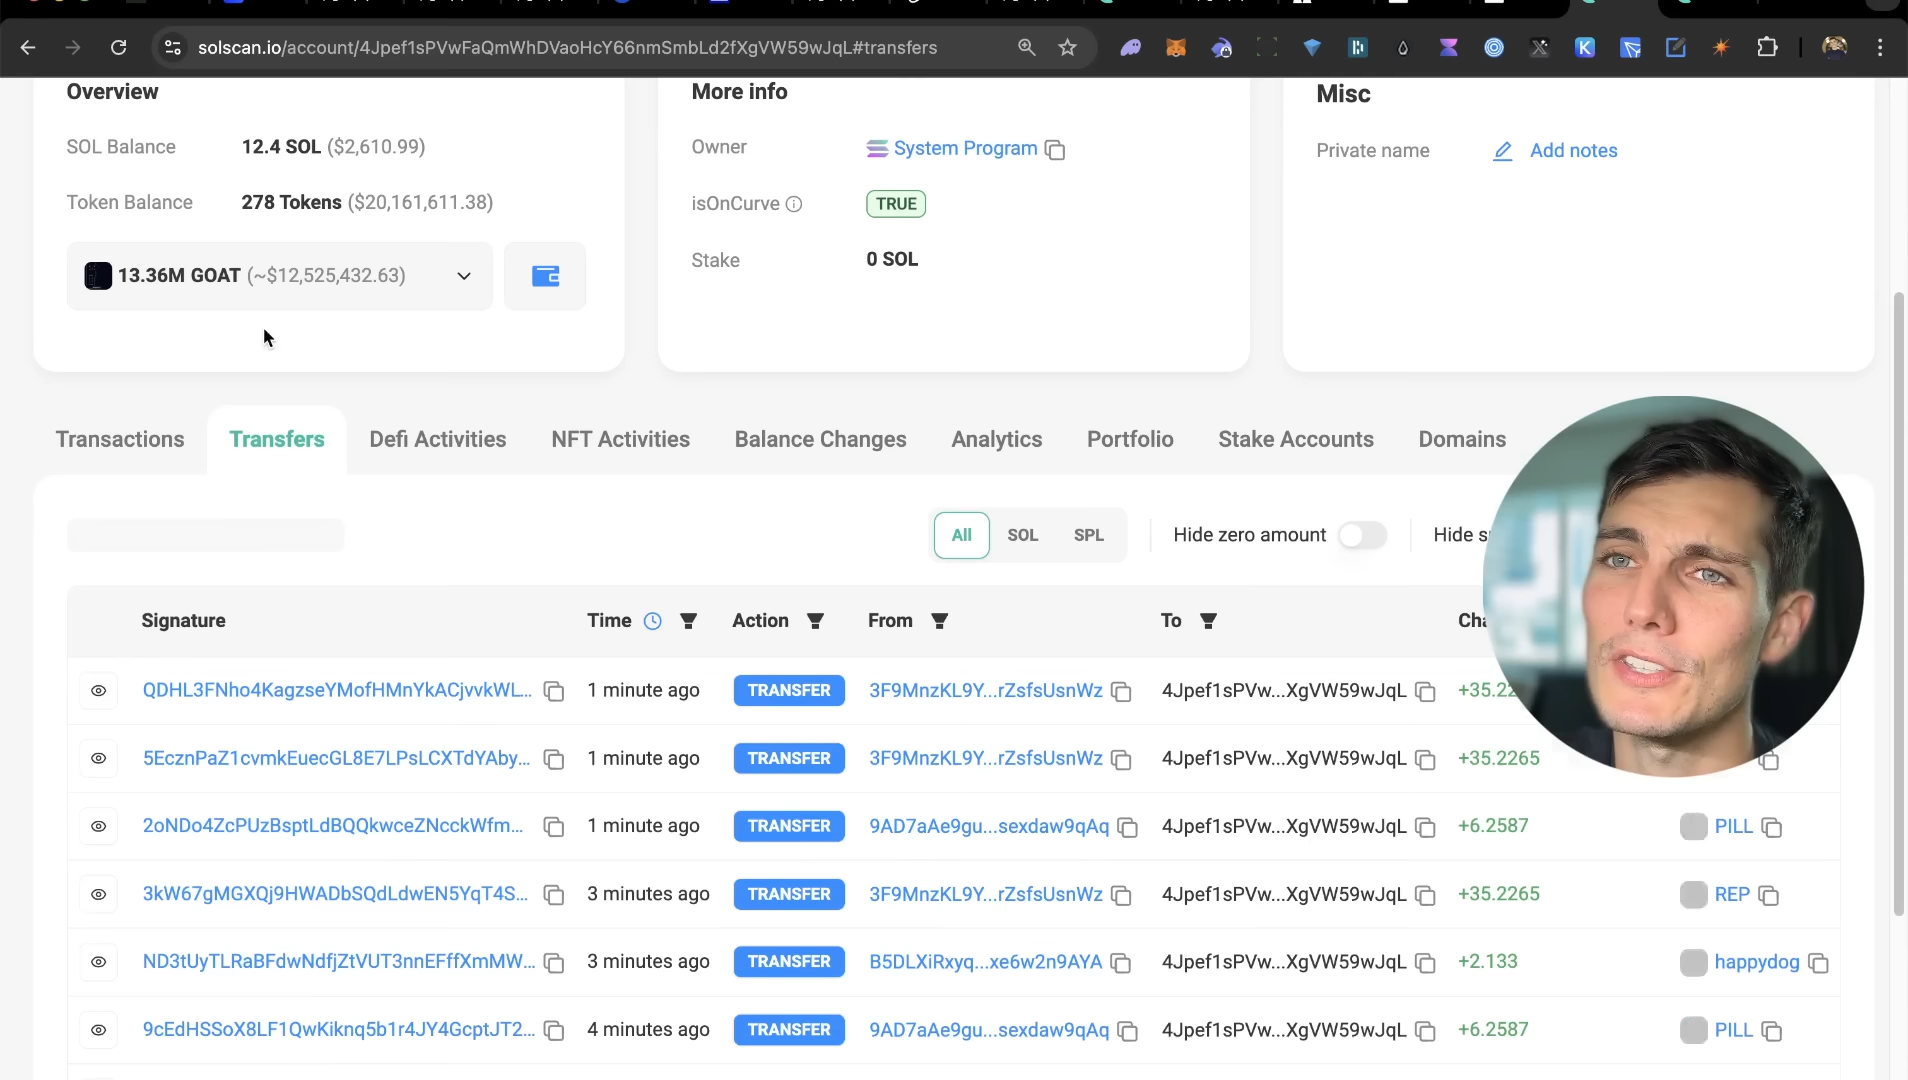 solscan.io/account/4Jpef1sPVwFaQmWhDVaoHcY66nmSmbLd2fXgVW59wJqL#transfers
Overview
SOL Balance 12.4 SOL ($2,610.99)
Token Balance 278 Tokens ($20,161,611.38)
13.36M GOAT (~$12,525,432.63)
More info
Owner System Program
isOnCurve TRUE
Stake 0 SOL
Misc
Private name Add notes
Transactions Transfers Defi Activities NFT Activities Balance Changes Analytics Portfolio Stake Accounts Domains
All SOL SPL Hide zero amount Hide
Signature Time Action From To
QDHL3FNho4KagzseYMofHMnYkACjvvkWL... 1 minute ago TRANSFER 3F9MnzKL9Y...rZsfsUsnWz 4Jpef1sPVw...XgVW59wJqL +35.22
5EcznPaZ1cvmkEuecGL8E7LPsLCXTdYAby... 1 minute ago TRANSFER 3F9MnzKL9Y...rZsfsUsnWz 4Jpef1sPVw...XgVW59wJqL +35.2265
2oNDo4ZcPUzBsptLdBQQkwceZNcckWfm... 1 minute ago TRANSFER 9AD7aAe9gu...sexdaw9qAq 4Jpef1sPVw...XgVW59wJqL +6.2587 PILL
3kW67gMGXQj9HWADbSQdLdwEN5YqT4S... 3 minutes ago TRANSFER 3F9MnzKL9Y...rZsfsUsnWz 4Jpef1sPVw...XgVW59wJqL +35.2265 REP
ND3tUyTLRaBFdwNdfjZtVUT3nnEFffXmMW... 3 minutes ago TRANSFER B5DLXiRxyq...xe6w2n9AYA 4Jpef1sPVw...XgVW59wJqL +2.133 happydog
9cEdHSSoX8LF1QwKiknq5b1r4JY4GcptJT2... 4 minutes ago TRANSFER 9AD7aAe9gu...sexdaw9qAq 4Jpef1sPVw...XgVW59wJqL +6.2587 PILL